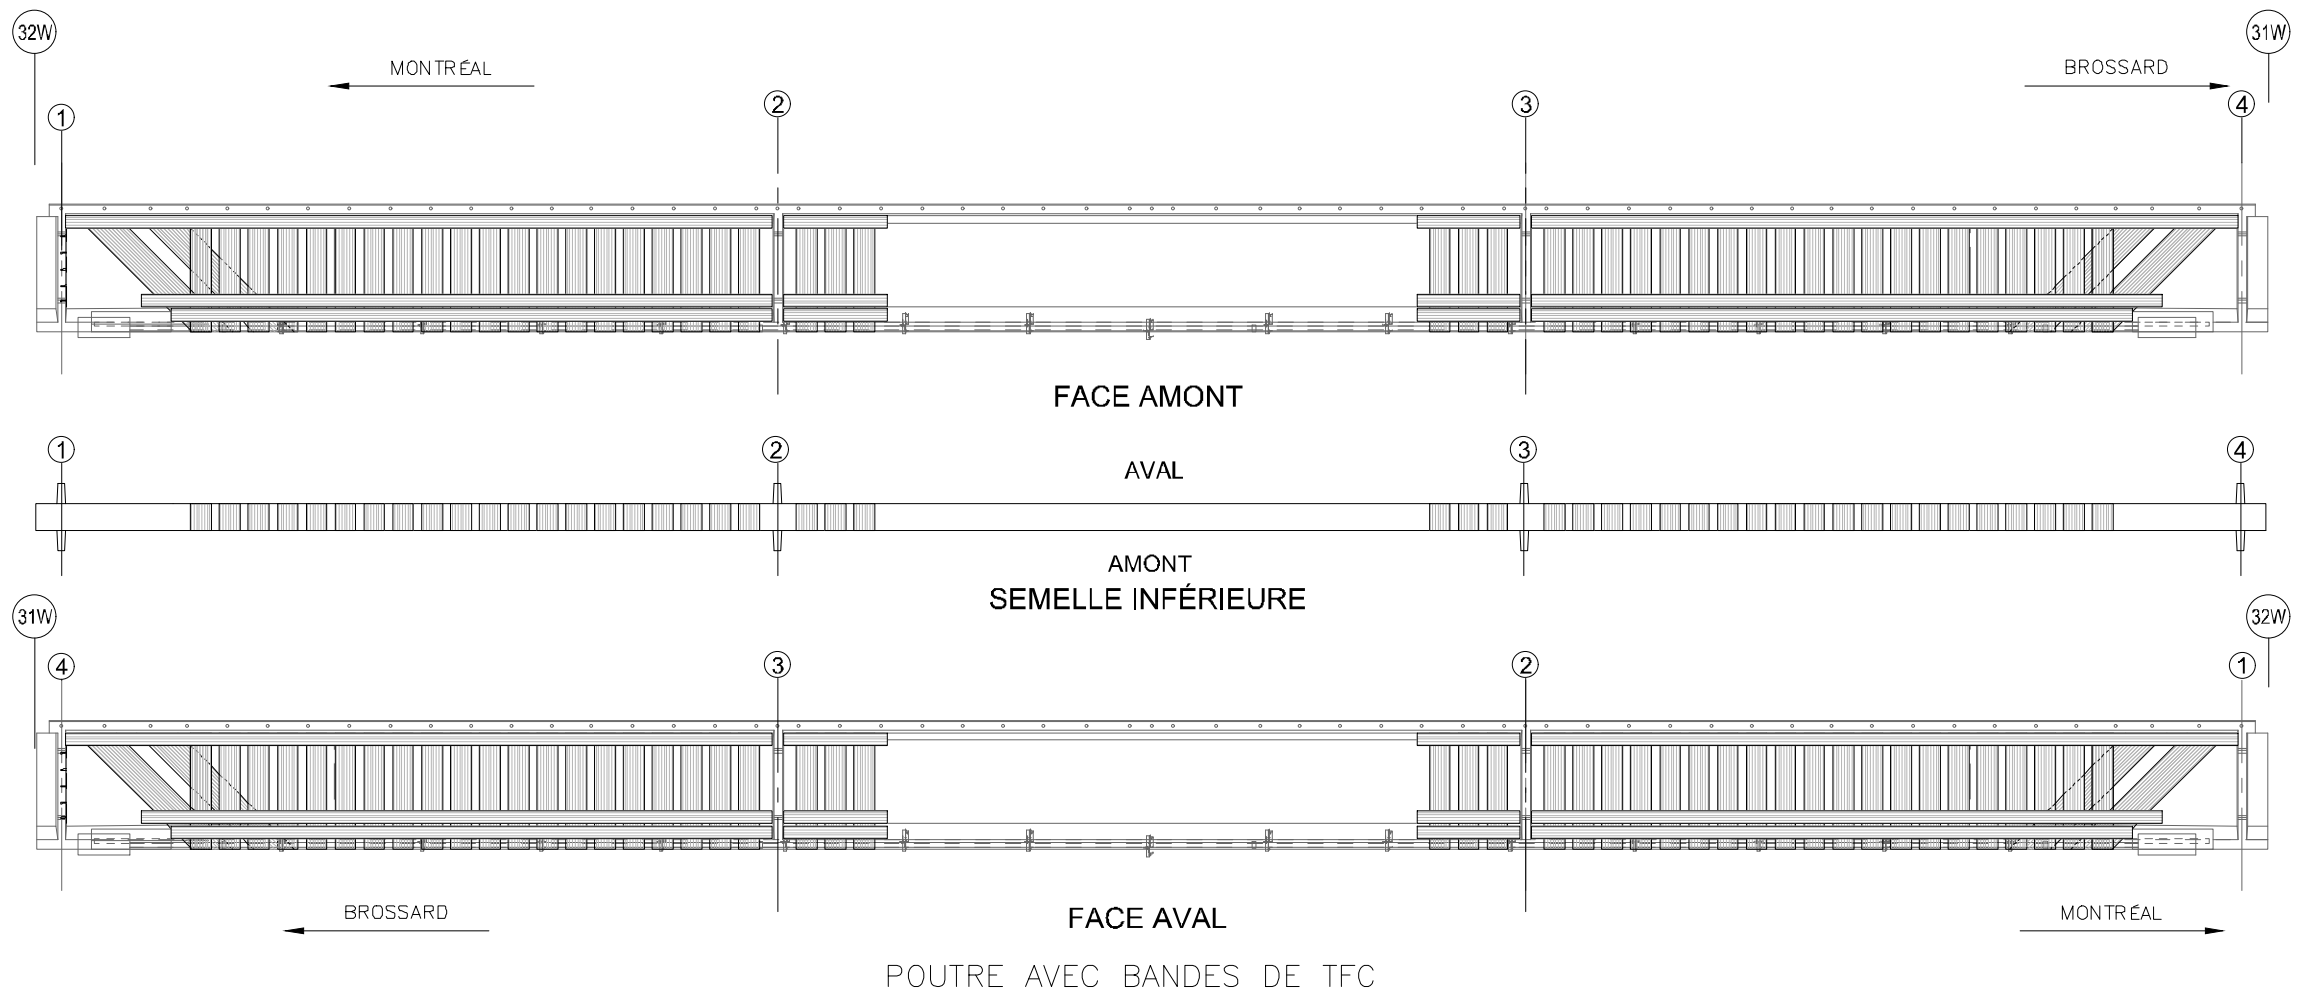 32W
31W
MONTRÉAL
BROSSARD
1
2
3
4
FACE AMONT
1
2
3
4
AVAL
AMONT
SEMELLE INFÉRIEURE
31W
32W
4
3
2
1
BROSSARD
FACE AVAL
MONTRÉAL
POUTRE AVEC BANDES DE TFC